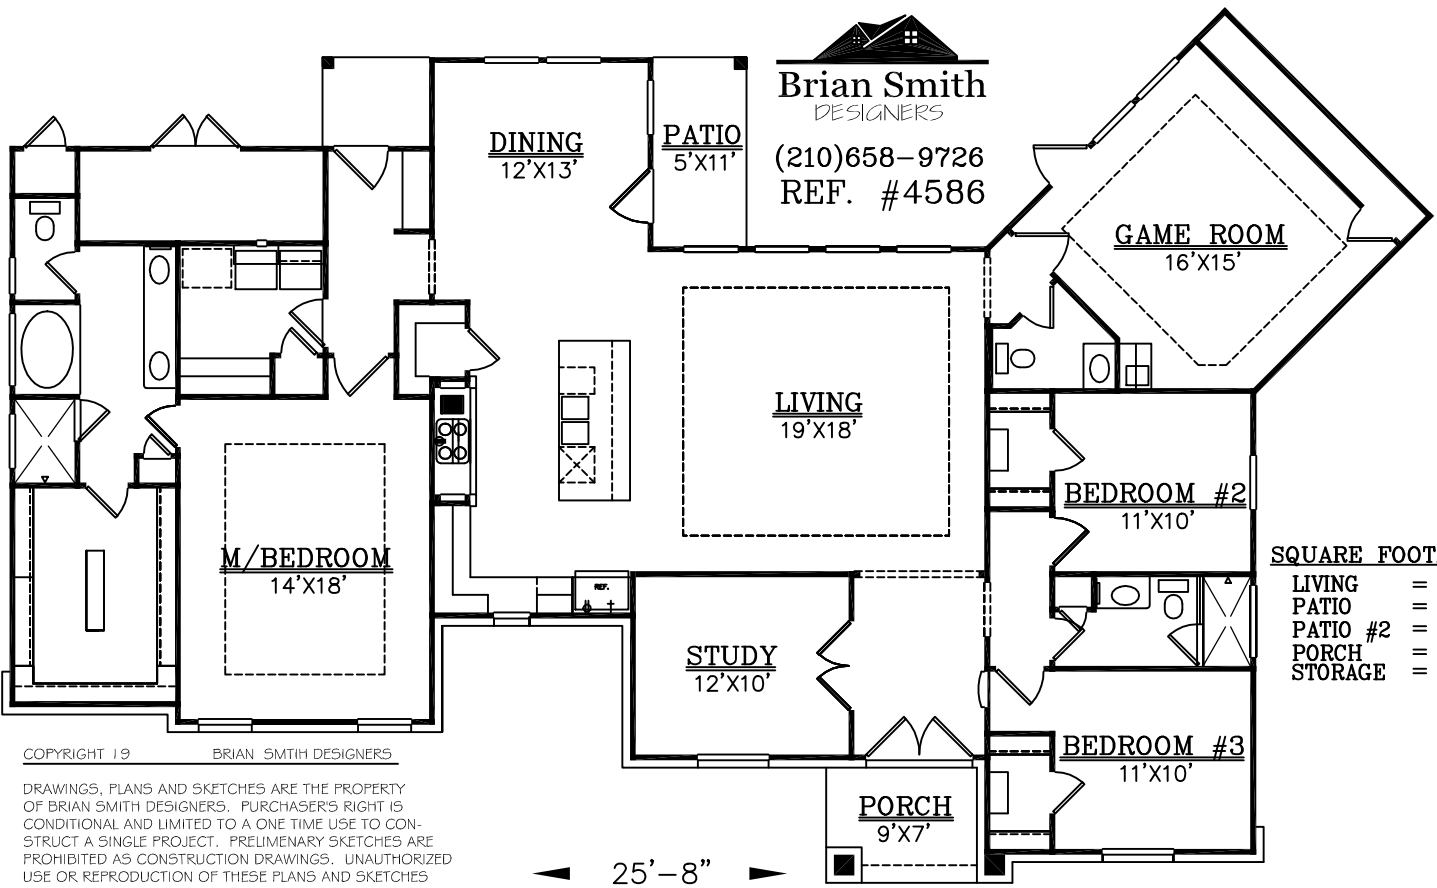 Brian Smith
DESIGNERS
(210)658-9726
REF. #4586
DINING
12'X13'
PATIO
5'X11'
GAME ROOM
16'X15'
LIVING
19'X18'
BEDROOM #2
11'X10'
M/BEDROOM
14'X18'
REF.
STUDY
12'X10'
BEDROOM #3
11'X10'
PORCH
9'X7'
25'-8"
SQUARE FOOT
LIVING =
PATIO =
PATIO #2 =
PORCH =
STORAGE =
COPYRIGHT 19 BRIAN SMTIH DESIGNERS
DRAWINGS, PLANS AND SKETCHES ARE THE PROPERTY
OF BRIAN SMITH DESIGNERS. PURCHASER'S RIGHT IS
CONDITIONAL AND LIMITED TO A ONE TIME USE TO CON-
STRUCT A SINGLE PROJECT. PRELIMENARY SKETCHES ARE
PROHIBITED AS CONSTRUCTION DRAWINGS. UNAUTHORIZED
USE OR REPRODUCTION OF THESE PLANS AND SKETCHES